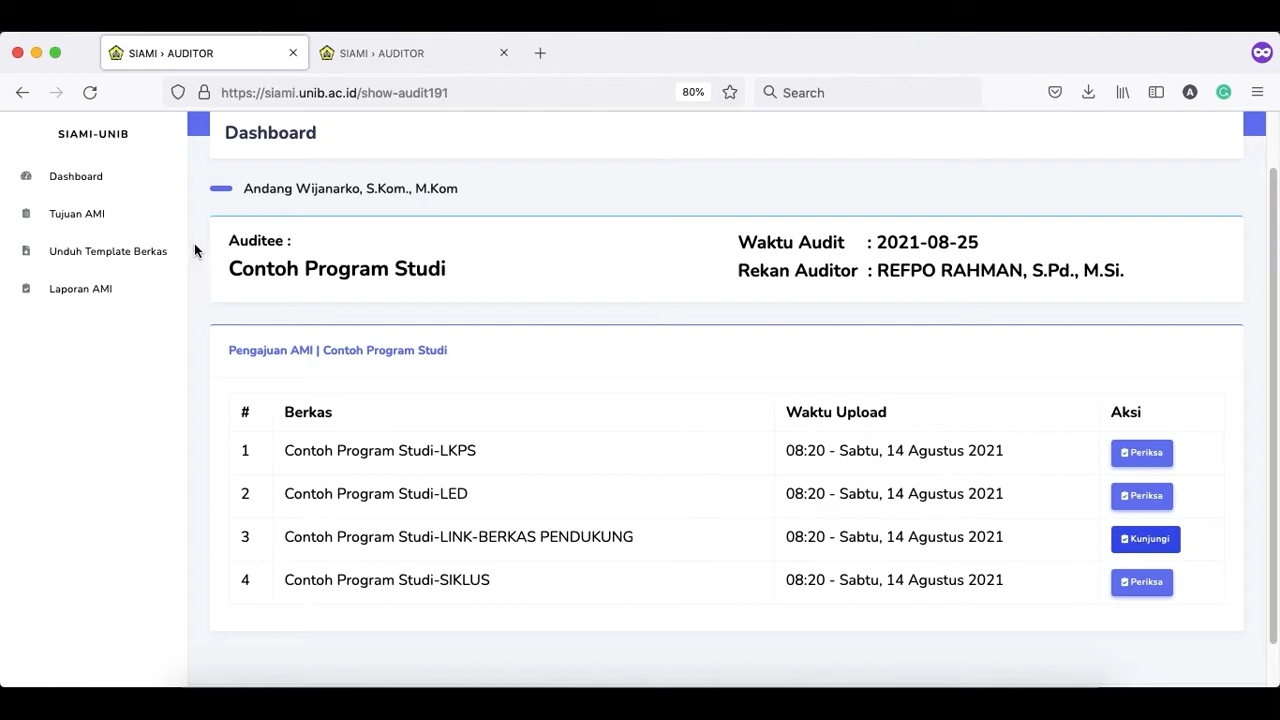 SIAMI › AUDITOR
SIAMI › AUDITOR
https://siami.unib.ac.id/show-audit191
80%
Search
A
SIAMI-UNIB
Dashboard
Tujuan AMI
Unduh Template Berkas
Laporan AMI
Dashboard
Andang Wijanarko, S.Kom., M.Kom
Auditee :
Contoh Program Studi
Waktu Audit : 2021-08-25
Rekan Auditor : REFPO RAHMAN, S.Pd., M.Si.
Pengajuan AMI | Contoh Program Studi
# Berkas Waktu Upload Aksi
1 Contoh Program Studi-LKPS 08:20 - Sabtu, 14 Agustus 2021 Periksa
2 Contoh Program Studi-LED 08:20 - Sabtu, 14 Agustus 2021 Periksa
3 Contoh Program Studi-LINK-BERKAS PENDUKUNG 08:20 - Sabtu, 14 Agustus 2021 Kunjungi
4 Contoh Program Studi-SIKLUS 08:20 - Sabtu, 14 Agustus 2021 Periksa